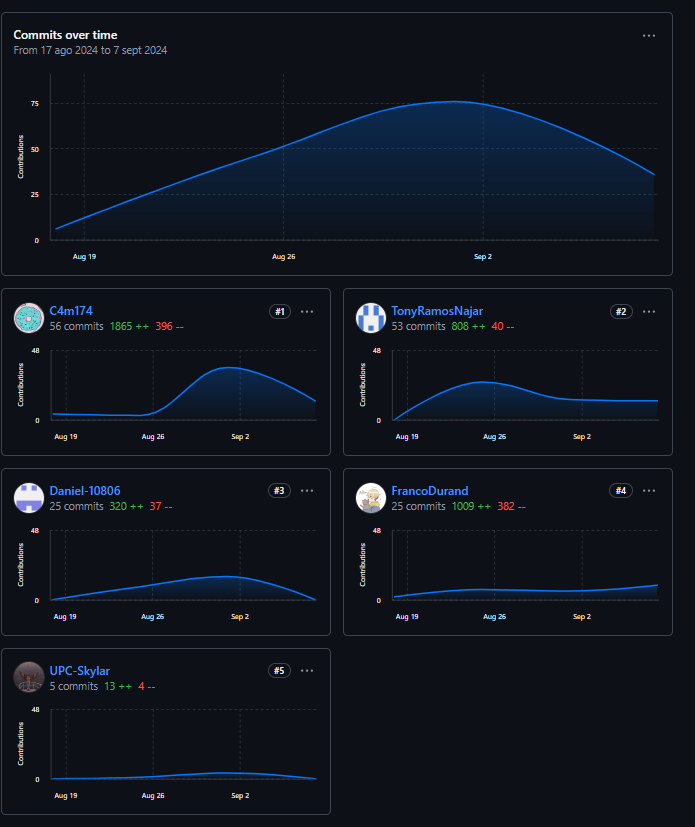 Commits over time
From 17 ago 2024 to 7 sept 2024
Contributions
75
50
25
0
Aug 19 Aug 26 Sep 2
C4m174 #1
56 commits 1865 ++ 396 --
Contributions
48
0
Aug 19 Aug 26 Sep 2
TonyRamosNajar #2
53 commits 808 ++ 40 --
Contributions
48
0
Aug 19 Aug 26 Sep 2
Daniel-10806 #3
25 commits 320 ++ 37 --
Contributions
48
0
Aug 19 Aug 26 Sep 2
FrancoDurand #4
25 commits 1009 ++ 382 --
Contributions
48
0
Aug 19 Aug 26 Sep 2
UPC-Skylar #5
5 commits 13 ++ 4 --
Contributions
48
0
Aug 19 Aug 26 Sep 2